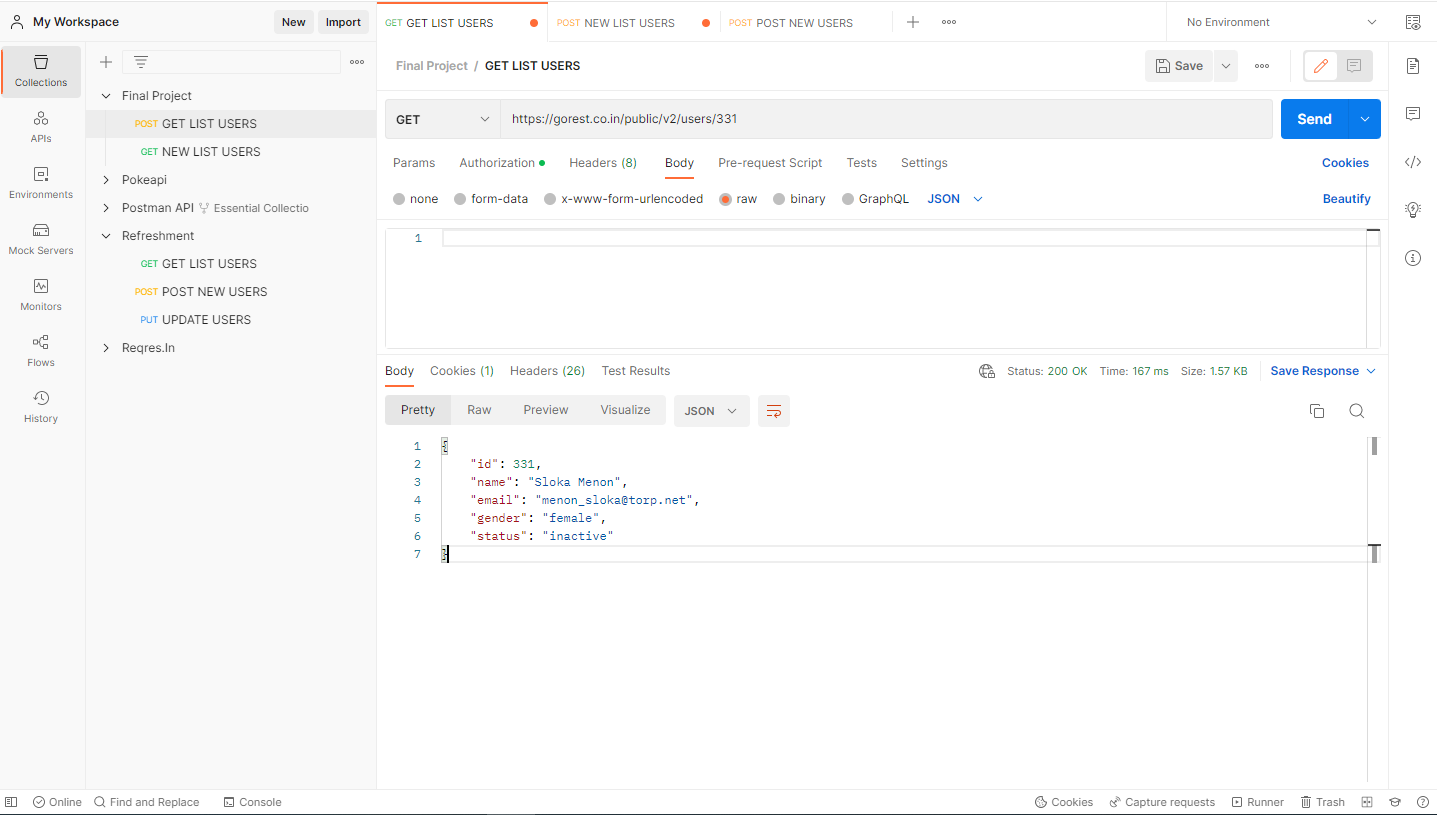 My Workspace New Import GET GET LIST USERS POST NEW LIST USERS POST POST NEW USERS No Environment
Collections
APIs
Environments
Mock Servers
Monitors
Flows
History
Final Project
POST GET LIST USERS
GET NEW LIST USERS
Pokeapi
Postman API Essential Collectio
Refreshment
GET GET LIST USERS
POST POST NEW USERS
PUT UPDATE USERS
Reqres.In
Final Project / GET LIST USERS Save
GET https://gorest.co.in/public/v2/users/331 Send
Params Authorization Headers (8) Body Pre-request Script Tests Settings Cookies
none form-data x-www-form-urlencoded raw binary GraphQL JSON Beautify
1
Body Cookies (1) Headers (26) Test Results Status: 200 OK Time: 167 ms Size: 1.57 KB Save Response
Pretty Raw Preview Visualize JSON
1 {
2 "id": 331,
3 "name": "Sloka Menon",
4 "email": "menon_sloka@torp.net",
5 "gender": "female",
6 "status": "inactive"
7 }
Online Find and Replace Console Cookies Capture requests Runner Trash